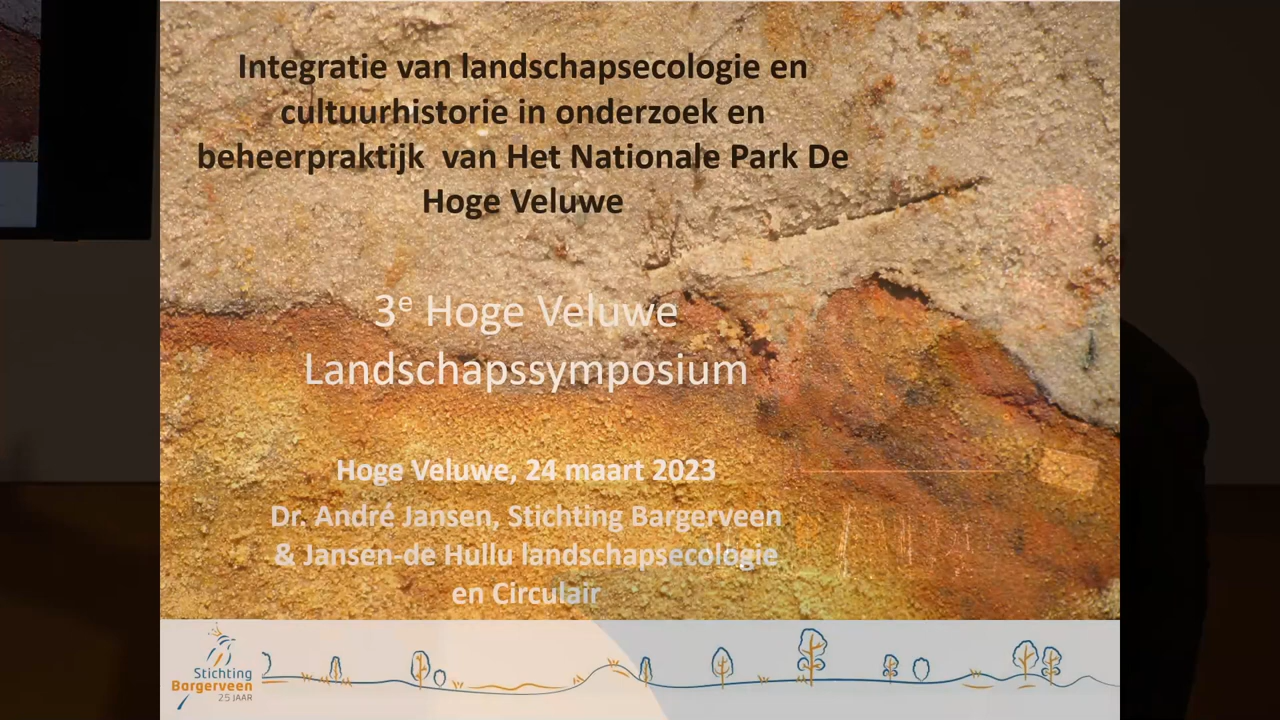 Integratie van landschapsecologie en
cultuurhistorie in onderzoek en
beheerpraktijk van Het Nationale Park De
Hoge Veluwe
3e Hoge Veluwe
Landschapssymposium
Hoge Veluwe, 24 maart 2023
Dr. André Jansen, Stichting Bargerveen
& Jansen-de Hullu landschapsecologie
en Circulair
Stichting
Bargerveen
25 JAAR